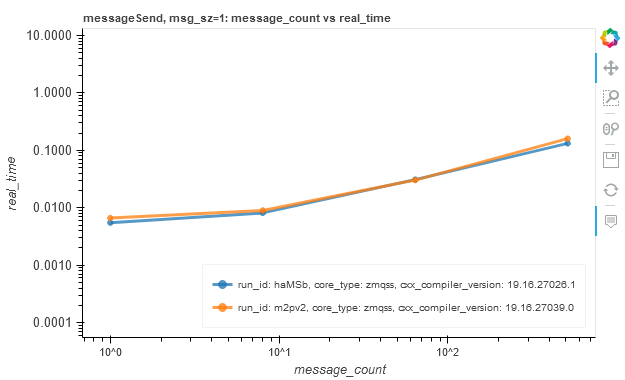 messageSend, msg_sz=1: message_count vs real_time
10.0000
1.0000
0.1000
0.0100
0.0010
0.0001
real_time
run_id: haMSb, core_type: zmqss, cxx_compiler_version: 19.16.27026.1
run_id: m2pv2, core_type: zmqss, cxx_compiler_version: 19.16.27039.0
10^0
10^1
10^2
message_count